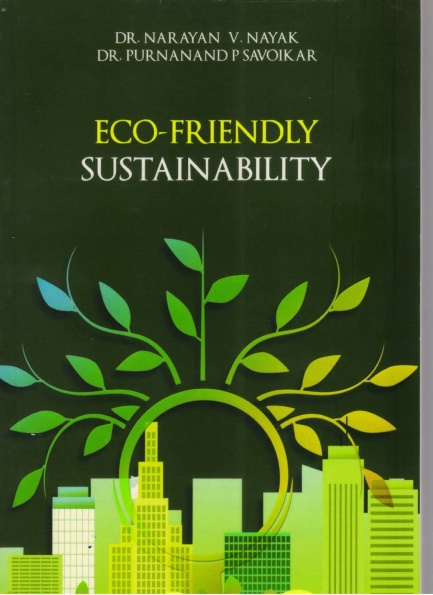 DR. NARAYAN V. NAYAK
DR. PURNANAND P SAVOIKAR
ECO-FRIENDLY
SUSTAINABILITY